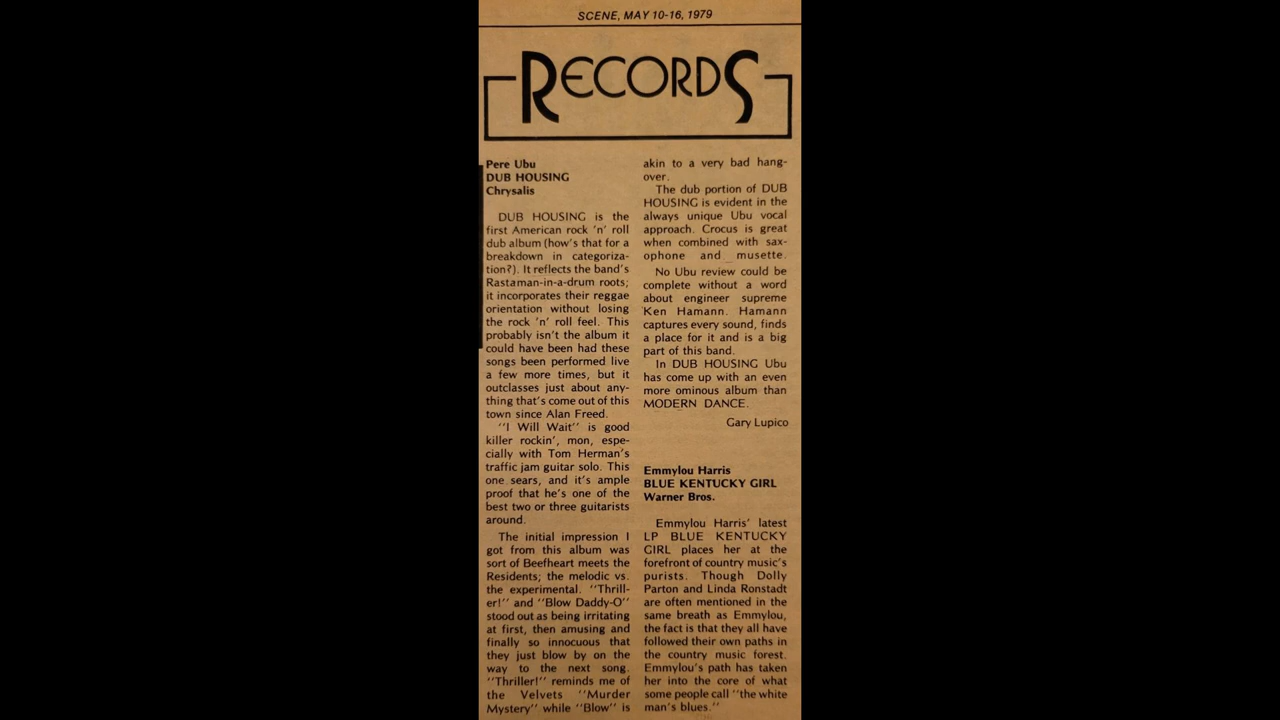 SCENE, MAY 10-16, 1979
RECORDS
Pere Ubu
DUB HOUSING
Chrysalis
DUB HOUSING is the
first American rock 'n' roll
dub album (how's that for a
breakdown in categoriza-
tion?). It reflects the band's
Rastaman-in-a-drum roots;
it incorporates their reggae
orientation without losing
the rock 'n' roll feel. This
probably isn't the album it
could have been had these
songs been performed live
a few more times, but it
outclasses just about any-
thing that's come out of this
town since Alan Freed.
"I Will Wait" is good
killer rockin', mon, espe-
cially with Tom Herman's
traffic jam guitar solo. This
one sears, and it's ample
proof that he's one of the
best two or three guitarists
around.
The initial impression I
got from this album was
sort of Beefheart meets the
Residents; the melodic vs.
the experimental. "Thrill-
er!" and "Blow Daddy-O"
stood out as being irritating
at first, then amusing and
finally so innocuous that
they just blow by on the
way to the next song.
"Thriller!" reminds me of
the Velvets "Murder
Mystery" while "Blow" is
akin to a very bad hang-
over.
The dub portion of DUB
HOUSING is evident in the
always unique Ubu vocal
approach. Crocus is great
when combined with sax-
ophone and musette.
No Ubu review could be
complete without a word
about engineer supreme
Ken Hamann. Hamann
captures every sound, finds
a place for it and is a big
part of this band.
In DUB HOUSING Ubu
has come up with an even
more ominous album than
MODERN DANCE.
Gary Lupico
Emmylou Harris
BLUE KENTUCKY GIRL
Warner Bros.
Emmylou Harris' latest
LP BLUE KENTUCKY
GIRL places her at the
forefront of country music's
purists. Though Dolly
Parton and Linda Ronstadt
are often mentioned in the
same breath as Emmylou,
the fact is that they all have
followed their own paths in
the country music forest.
Emmylou's path has taken
her into the core of what
some people call "the white
man's blues."